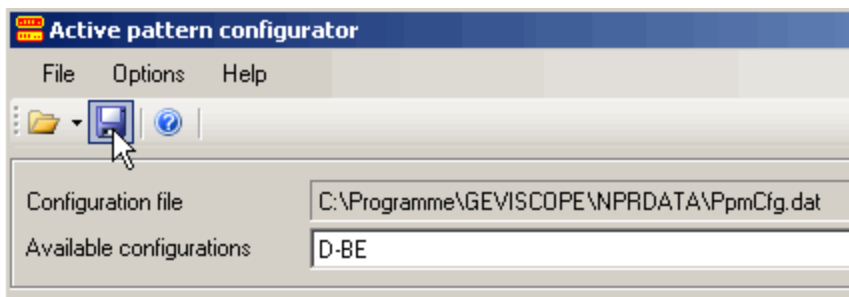 Active pattern configurator
File Options Help
Configuration file C:\Programme\GEVISCOPE\NPRDATA\PpmCfg.dat
Available configurations D-BE